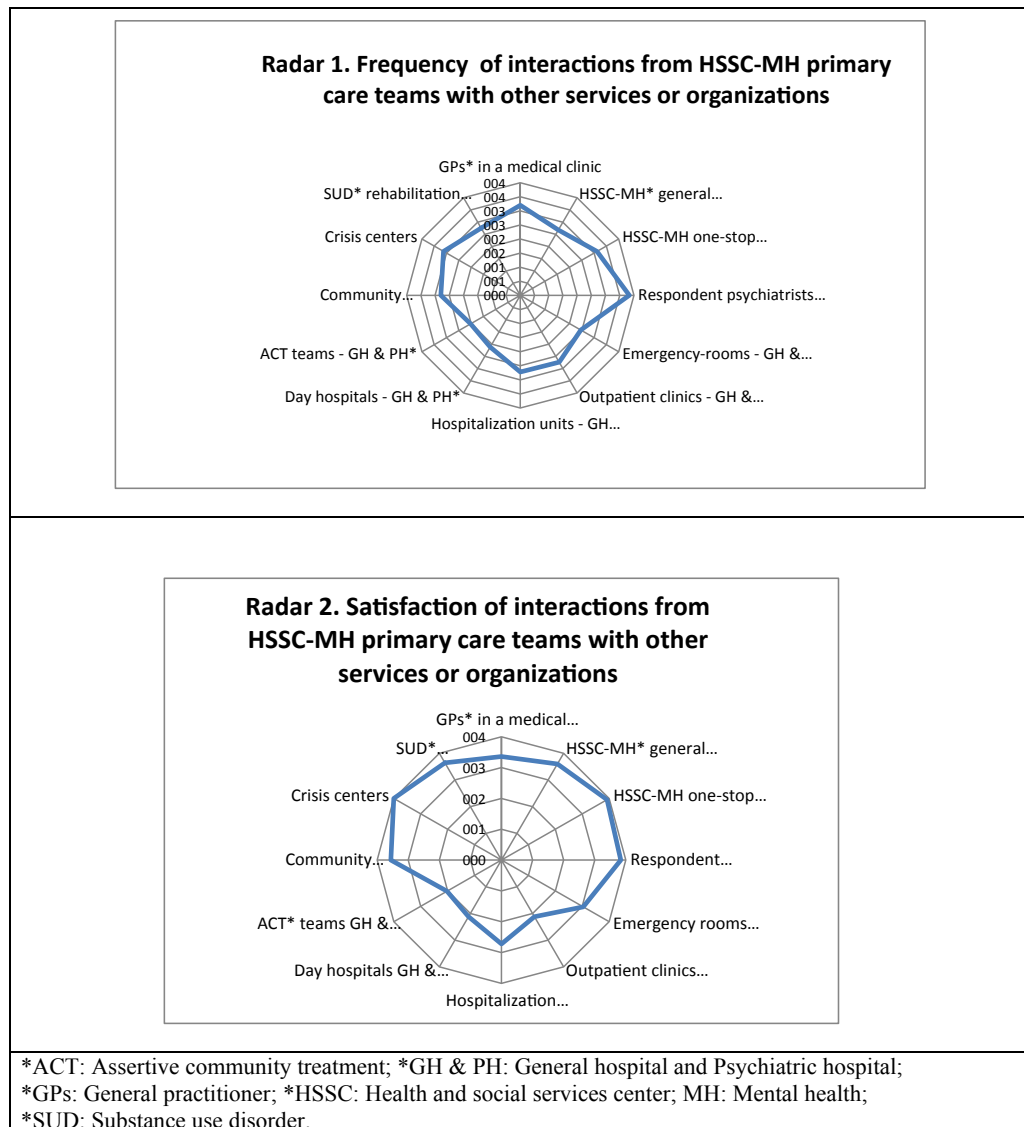 Radar 1. Frequency of interactions from HSSC-MH primary
care teams with other services or organizations
GPs* in a medical clinic
HSSC-MH* general...
HSSC-MH one-stop...
Respondent psychiatrists...
Emergency-rooms - GH &...
Outpatient clinics - GH &...
Hospitalization units - GH...
Day hospitals - GH & PH*
ACT teams - GH & PH*
Community...
Crisis centers
SUD* rehabilitation...
004
004
003
003
002
002
001
001
000
Radar 2. Satisfaction of interactions from
HSSC-MH primary care teams with other
services or organizations
GPs* in a medical...
HSSC-MH* general...
HSSC-MH one-stop...
Respondent...
Emergency rooms...
Outpatient clinics...
Hospitalization...
Day hospitals GH &...
ACT* teams GH &...
Community...
Crisis centers
SUD*...
004
003
002
001
000
*ACT: Assertive community treatment; *GH & PH: General hospital and Psychiatric hospital;
*GPs: General practitioner; *HSSC: Health and social services center; MH: Mental health;
*SUD: Substance use disorder.